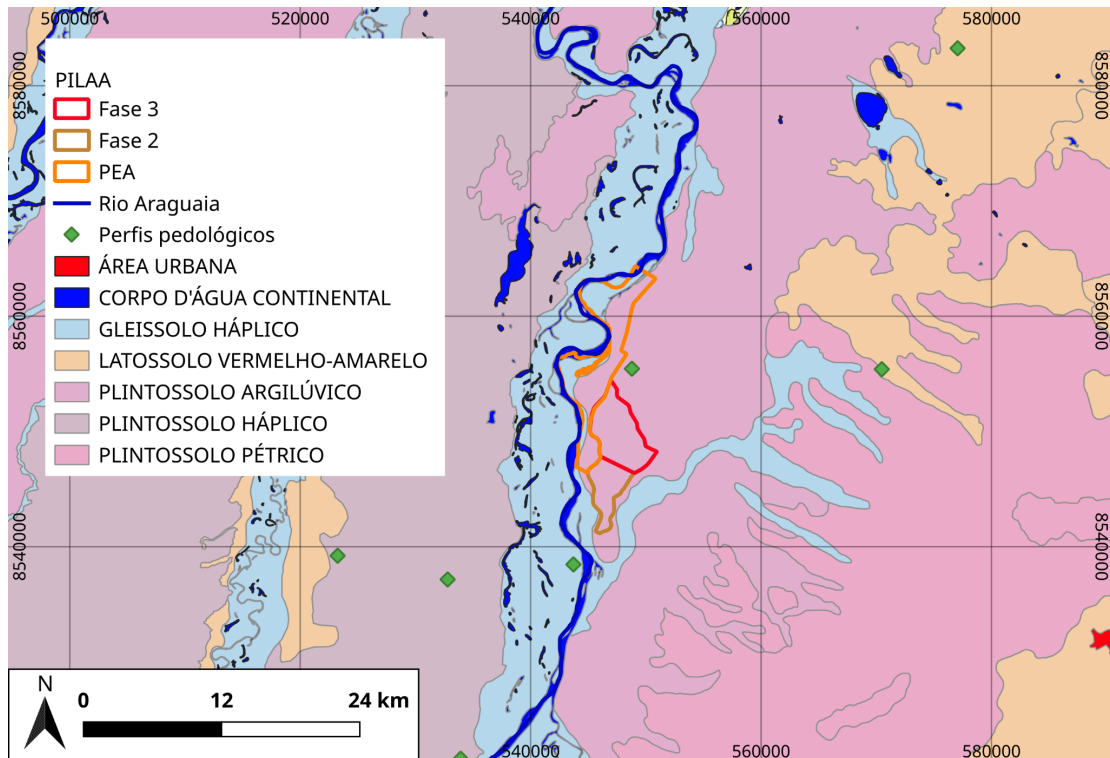 500000 520000 540000 560000 580000
8580000 8580000
PILAA
Fase 3
Fase 2
PEA
Rio Araguaia
Perfis pedológicos
ÁREA URBANA
CORPO D'ÁGUA CONTINENTAL
GLEISSOLO HÁPLICO
LATOSSOLO VERMELHO-AMARELO
PLINTOSSOLO ARGILÚVICO
PLINTOSSOLO HÁPLICO
PLINTOSSOLO PÉTRICO
8560000 8560000
8540000 8540000
N
0 12 24 km
540000 560000 580000